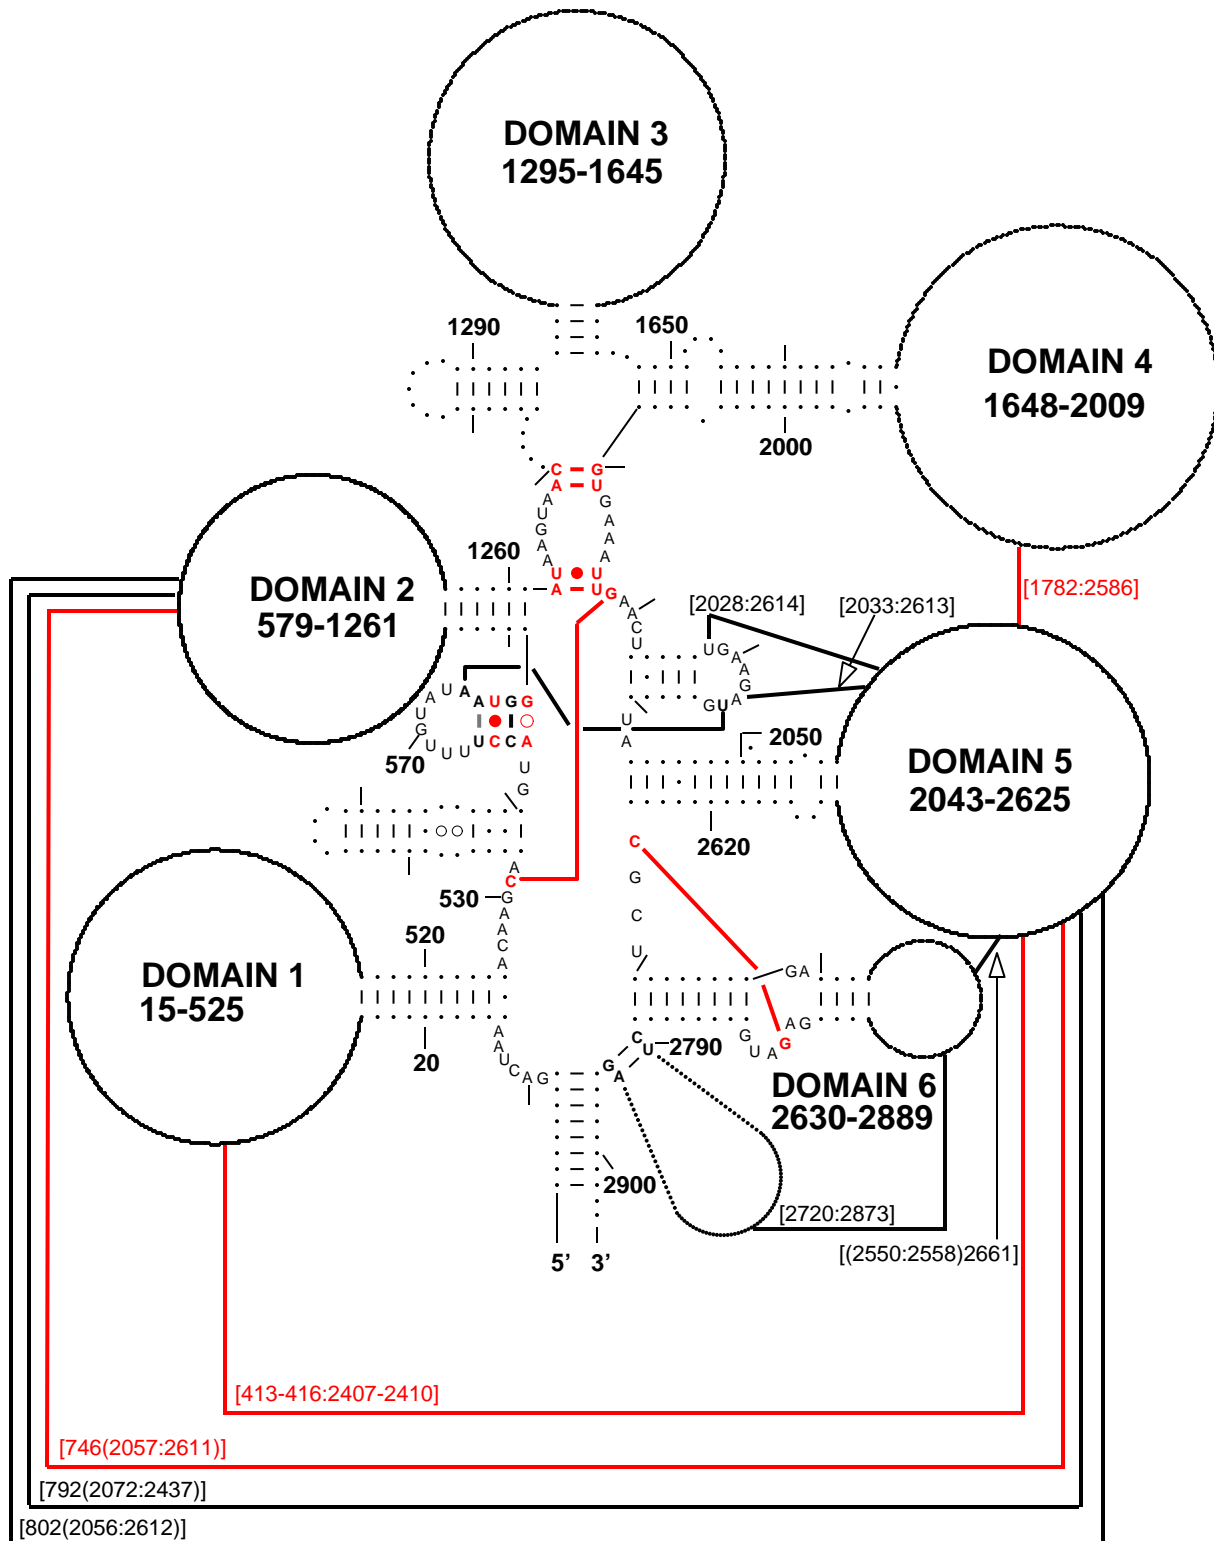 DOMAIN 3
1295-1645
1290
1650
DOMAIN 4
1648-2009
2000
C G
A U
A G
U A
G A
A A
A
U U
A U G
1260
DOMAIN 2
579-1261
[1782:2586]
[2028:2614]
[2033:2613]
A A C U
U G A A G A U G
U A
A U A A U G G
U G U U U U C C A
570
U G
2050
DOMAIN 5
2043-2625
2620
A
C
G
A
A
C
A
530
520
DOMAIN 1
15-525
20
A A U C A G
C
G
C
U
G A
A G
G U A G
C U
G A
2790
DOMAIN 6
2630-2889
2900
5’ 3’
[2720:2873]
[(2550:2558)2661]
[413-416:2407-2410]
[746(2057:2611)]
[792(2072:2437)]
[802(2056:2612)]